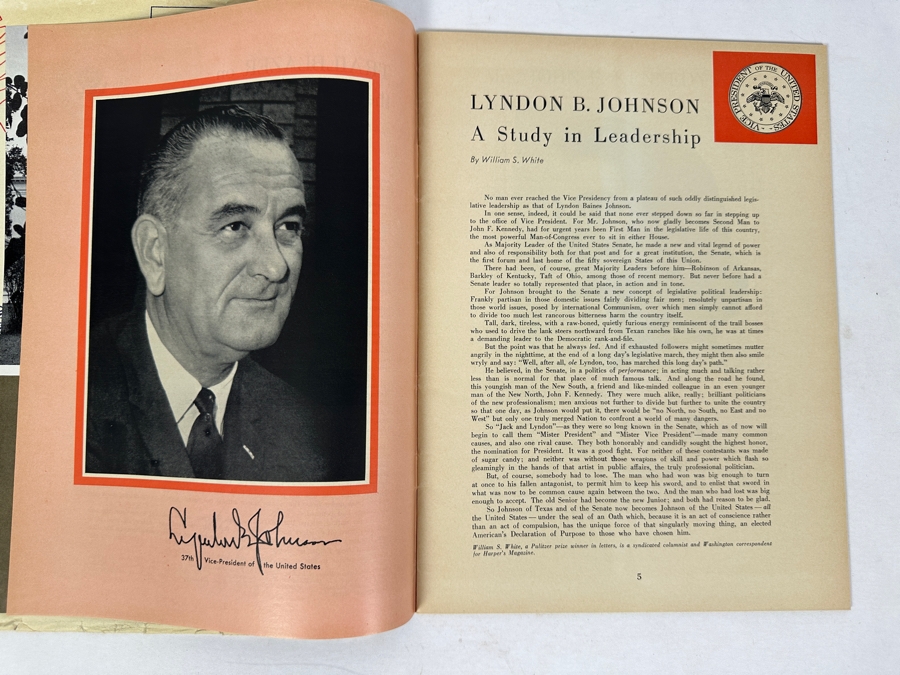 Lyndon B. Johnson
37th Vice-President of the United States
LYNDON B. JOHNSON
A Study in Leadership
By William S. White
VICE PRESIDENT OF THE UNITED STATES
No man ever reached the Vice Presidency from a plateau of such oddly distinguished legis-
lative leadership as that of Lyndon Baines Johnson.
In one sense, indeed, it could be said that none ever stepped down so far in stepping up
to the office of Vice President. For Mr. Johnson, who now gladly becomes Second Man to
John F. Kennedy, had for urgent years been First Man in the legislative life of this country,
the most powerful Man-of-Congress ever to sit in either House.
As Majority Leader of the United States Senate, he made a new and vital legend of power
and also of responsibility both for that post and for a great institution, the Senate, which is
the first forum and last home of the fifty sovereign States of this Union.
There had been, of course, great Majority Leaders before him—Robinson of Arkansas,
Barkley of Kentucky, Taft of Ohio, among those of recent memory. But never before had a
Senate leader so totally represented that place, in action and in tone.
For Johnson brought to the Senate a new concept of legislative political leadership:
Frankly partisan in those domestic issues fairly dividing fair men; resolutely unpartisan in
those world issues, posed by international Communism, over which men simply cannot afford
to divide too much lest rancorous bitterness harm the country itself.
Tall, dark, tireless, with a raw-boned, quietly furious energy reminiscent of the trail bosses
who used to drive the lank steers northward from Texan ranches like his own, he was at times
a demanding leader to the Democratic rank-and-file.
But the point was that he always led. And if exhausted followers might sometimes mutter
angrily in the nighttime, at the end of a long day's legislative march, they might then also smile
wryly and say: "Well, after all, ole Lyndon, too, has marched this long day's path."
He believed, in the Senate, in a politics of performance; in acting much and talking rather
less than is normal for that place of much famous talk. And along the road he found,
this youngish man of the New South, a friend and like-minded colleague in an even younger
man of the New North, John F. Kennedy. They were much alike, really; brilliant politicians
of the new professionalism; men anxious not further to divide but further to unite the country
so that one day, as Johnson would put it, there would be "no North, no South, no East and no
West" but only one truly merged Nation to confront a world of many dangers.
So "Jack and Lyndon"—as they were so long known in the Senate, which as of now will
begin to call them "Mister President" and "Mister Vice President"—made many common
causes, and also one rival cause. They both honorably and candidly sought the highest honor,
the nomination for President. It was a good fight. For neither of these contestants was made
of sugar candy; and neither was without those weapons of skill and power which flash so
gleamingly in the hands of that artist in public affairs, the truly professional politician.
But, of course, somebody had to lose. The man who had won was big enough to turn
at once to his fallen antagonist, to permit him to keep his sword, and to enlist that sword in
what was now to be common cause again between the two. And the man who had lost was big
enough to accept. The old Senior had become the new Junior; and both had reason to be glad.
So Johnson of Texas and of the Senate now becomes Johnson of the United States — all
the United States — under the seal of an Oath which, because it is an act of conscience rather
than an act of compulsion, has the unique force of that singularly moving thing, an elected
American's Declaration of Purpose to those who have chosen him.
William S. White, a Pulitzer prize winner in letters, is a syndicated columnist and Washington correspondent
for Harper's Magazine.
5